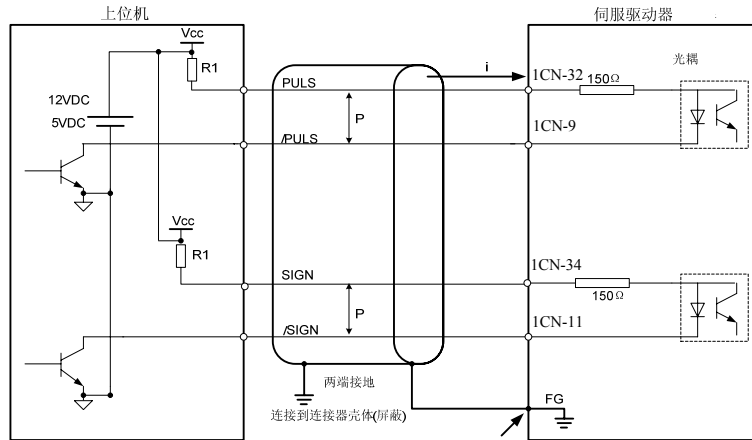 上位机
伺服驱动器
Vcc
R1
12VDC
5VDC
PULS
P
/PULS
i
1CN-32
150Ω
光耦
1CN-9
Vcc
R1
SIGN
P
/SIGN
1CN-34
150Ω
1CN-11
两端接地
连接到连接器壳体(屏蔽)
FG